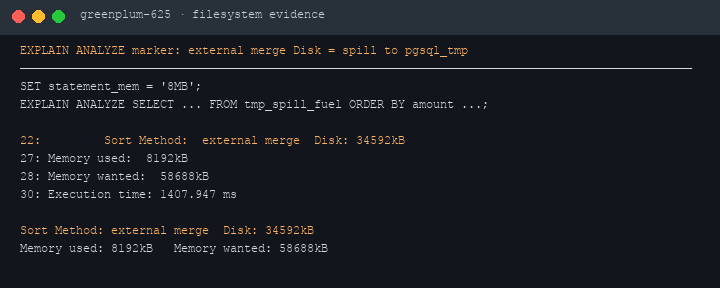 greenplum-625 · filesystem evidence
EXPLAIN ANALYZE marker: external merge Disk = spill to pgsql_tmp
SET statement_mem = '8MB';
EXPLAIN ANALYZE SELECT ... FROM tmp_spill_fuel ORDER BY amount ...;
22:         Sort Method:  external merge  Disk: 34592kB
27: Memory used:  8192kB
28: Memory wanted:  58688kB
30: Execution time: 1407.947 ms
Sort Method: external merge  Disk: 34592kB
Memory used: 8192kB   Memory wanted: 58688kB